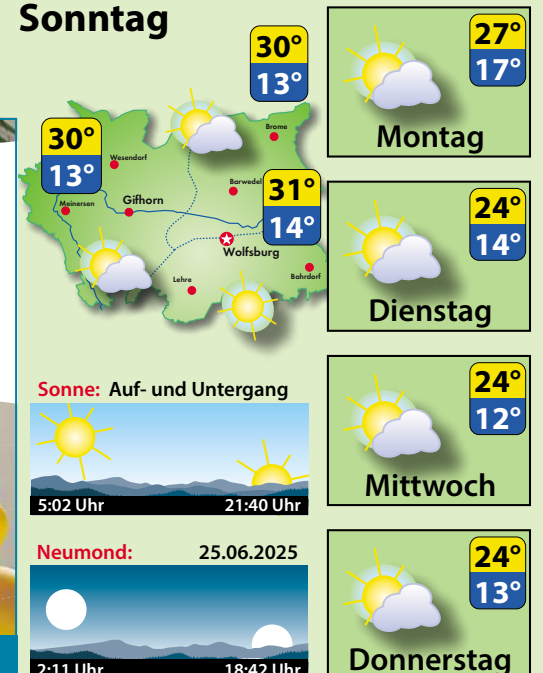 Sonntag
30°
13°
30°
13°
31°
14°
Brome
Wesendorf
Barwedel
Meinersen
Gifhorn
Wolfsburg
Lehre
Bahrdorf
Sonne: Auf- und Untergang
5:02 Uhr 21:40 Uhr
Neumond: 25.06.2025
2:11 Uhr 18:42 Uhr
27°
17°
Montag
24°
14°
Dienstag
24°
12°
Mittwoch
24°
13°
Donnerstag